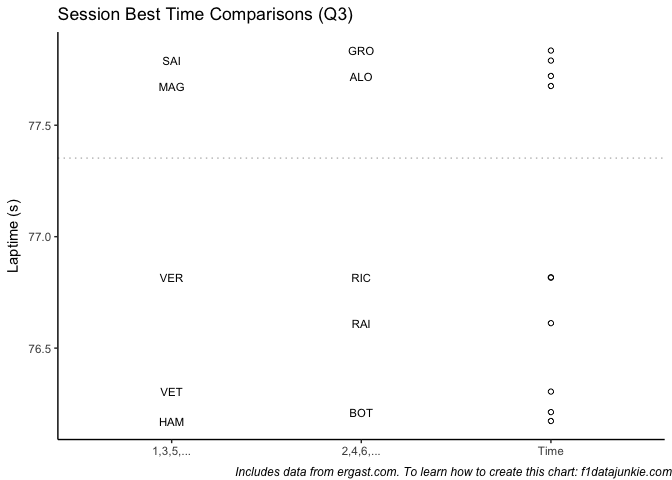 Session Best Time Comparisons (Q3)
GRO
SAI
ALO
MAG
77.5
Laptime (s)
77.0
VER RIC
RAI
76.5
VET
BOT
HAM
1,3,5,... 2,4,6,... Time
Includes data from ergast.com. To learn how to create this chart: f1datajunkie.com